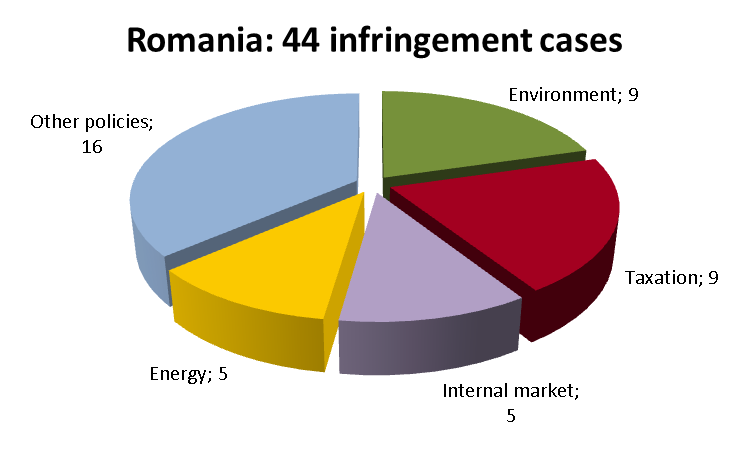 Romania: 44 infringement cases
Environment; 9
Other policies;
16
Taxation; 9
Energy; 5
Internal market;
5